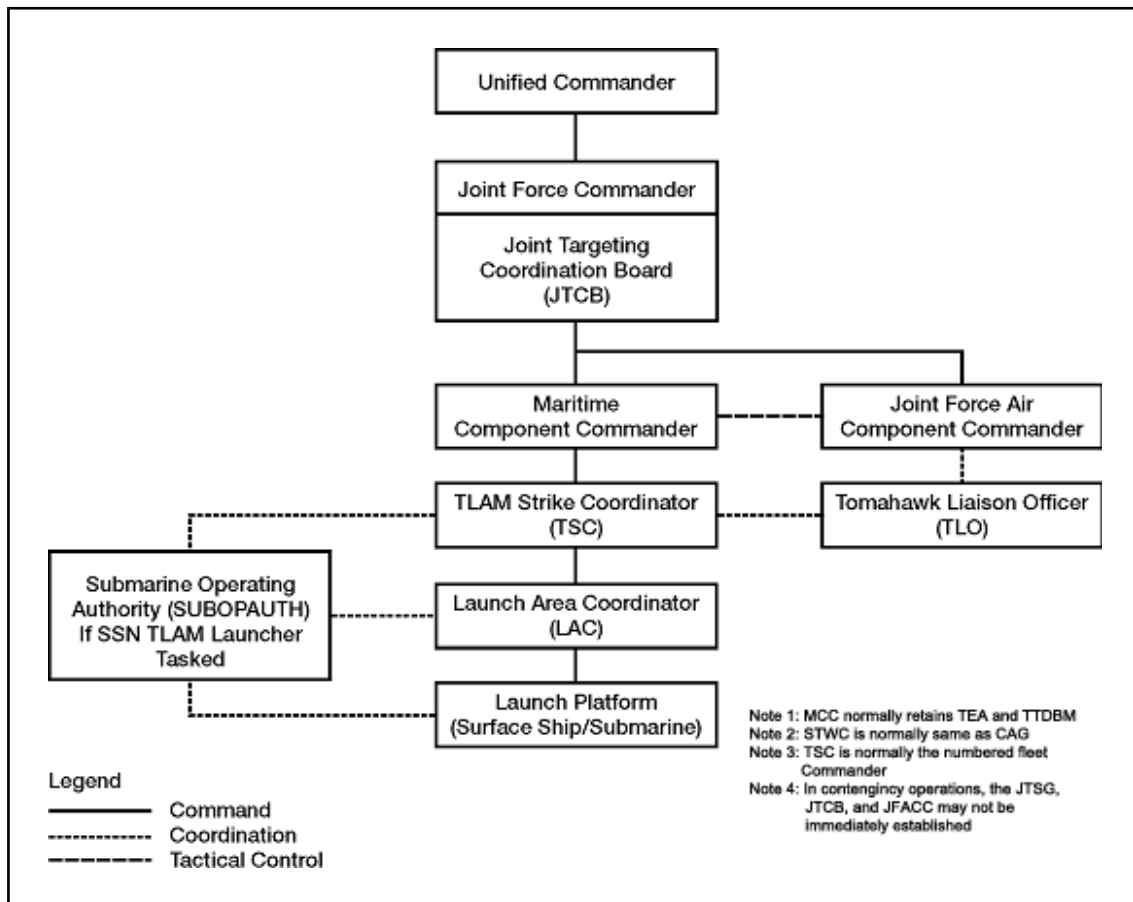 Unified Commander
Joint Force Commander
Joint Targeting
Coordination Board
(JTCB)
Maritime
Component Commander
Joint Force Air
Component Commander
TLAM Strike Coordinator
(TSC)
Tomahawk Liaison Officer
(TLO)
Submarine Operating
Authority (SUBOPAUTH)
If SSN TLAM Launcher
Tasked
Launch Area Coordinator
(LAC)
Launch Platform
(Surface Ship/Submarine)
Note 1: MCC normally retains TEA and TTDBM
Note 2: STWC is normally same as CAG
Note 3: TSC is normally the numbered fleet
Commander
Note 4: In contengincy operations, the JTSG,
JTCB, and JFACC may not be
immediately established
Legend
Command
Coordination
Tactical Control